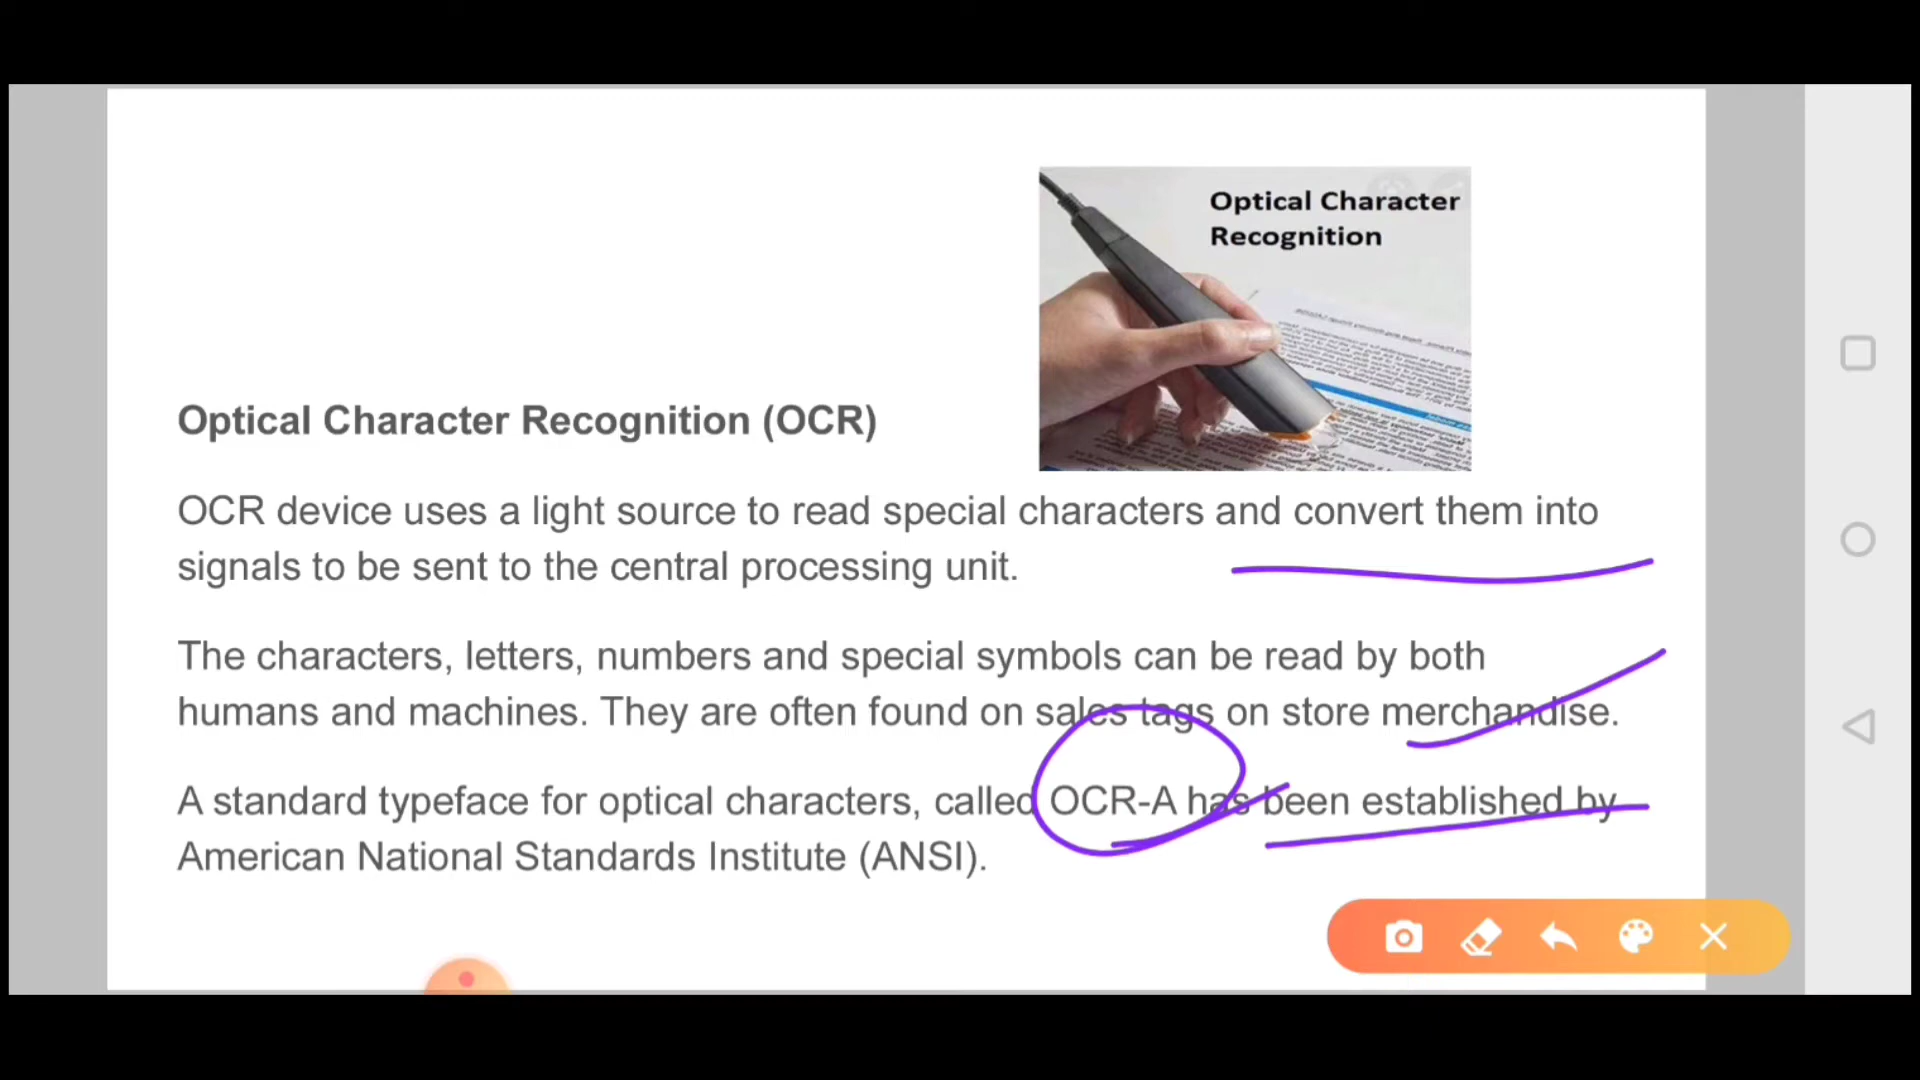 Optical Character
Recognition
Optical Character Recognition (OCR)
OCR device uses a light source to read special characters and convert them into
signals to be sent to the central processing unit.
The characters, letters, numbers and special symbols can be read by both
humans and machines. They are often found on sales tags on store merchandise.
A standard typeface for optical characters, called OCR-A has been established by
American National Standards Institute (ANSI).